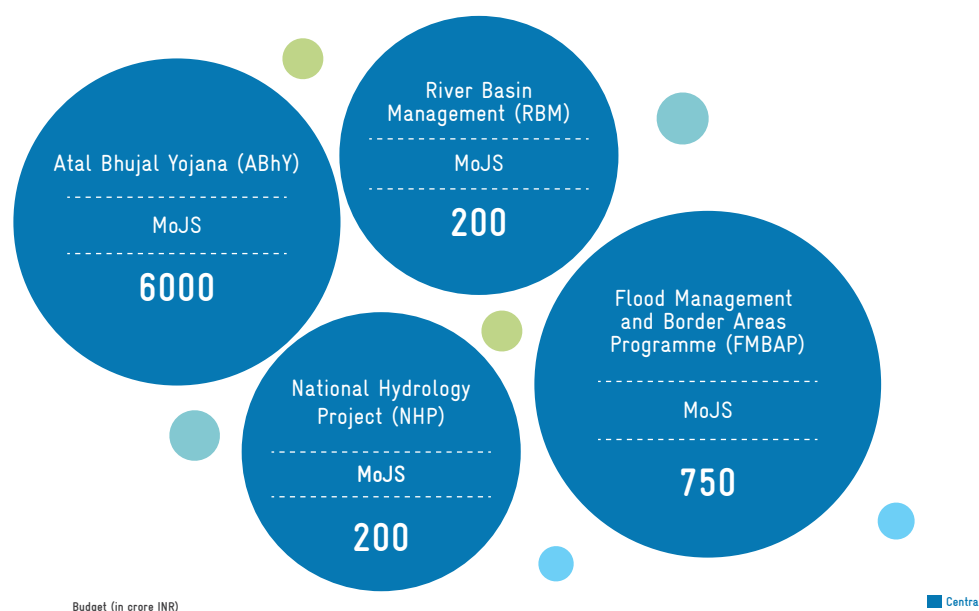 River Basin
Management (RBM)
MoJS
200
Atal Bhujal Yojana (ABhY)
MoJS
6000
Flood Management
and Border Areas
Programme (FMBAP)
MoJS
750
National Hydrology
Project (NHP)
MoJS
200
Budget (in crore INR)
Centra